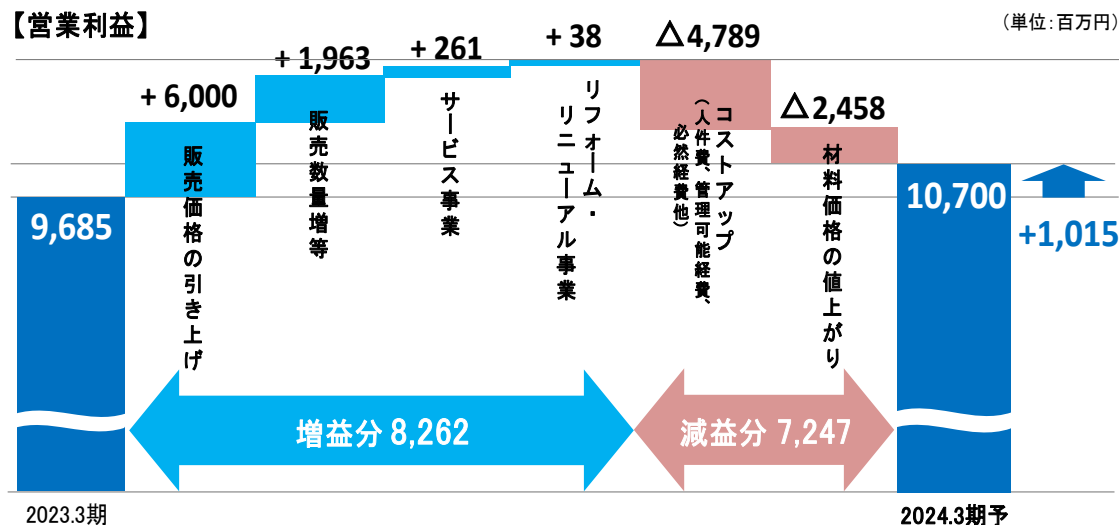 【営業利益】
(単位:百万円)
9,685
+ 6,000
販売価格の引き上げ
+ 1,963
販売数量増等
+ 261
サービス事業
+ 38
リフォーム・
リニューアル事業
△4,789
コストアップ
（人件費、管理可能経費、
必然経費他）
△2,458
材料価格の値上がり
10,700
+1,015
増益分 8,262
減益分 7,247
2023.3期
2024.3期予